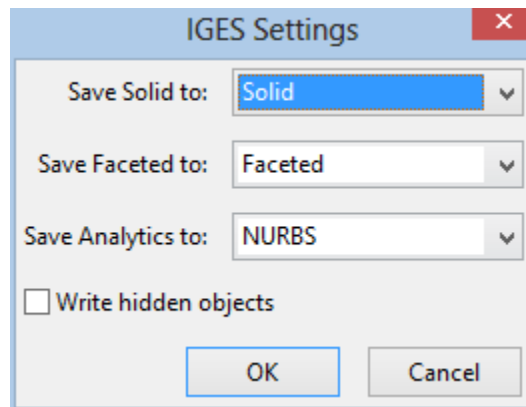 IGES Settings
Save Solid to: Solid
Save Faceted to: Faceted
Save Analytics to: NURBS
Write hidden objects
OK Cancel